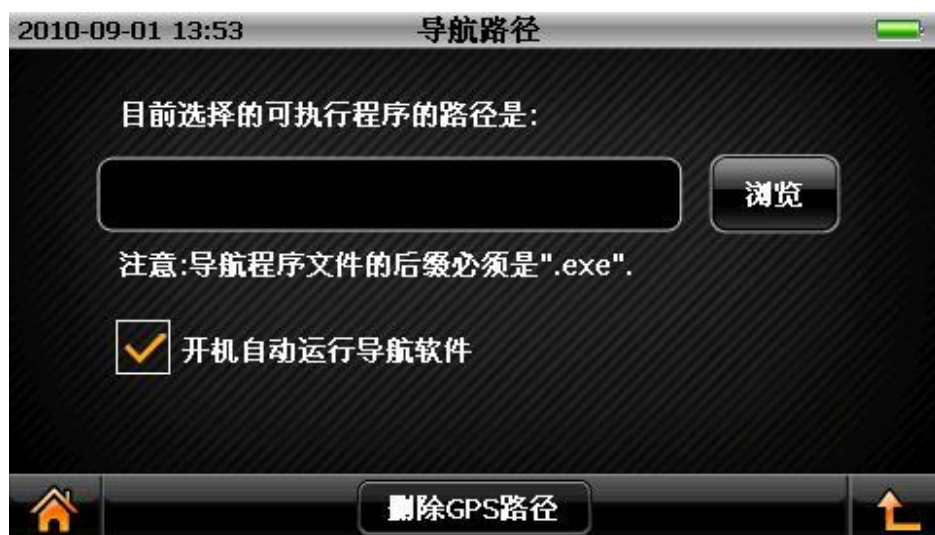 2010-09-01 13:53 导航路径
目前选择的可执行程序的路径是:
浏览
注意:导航程序文件的后缀必须是".exe".
开机自动运行导航软件
删除GPS路径